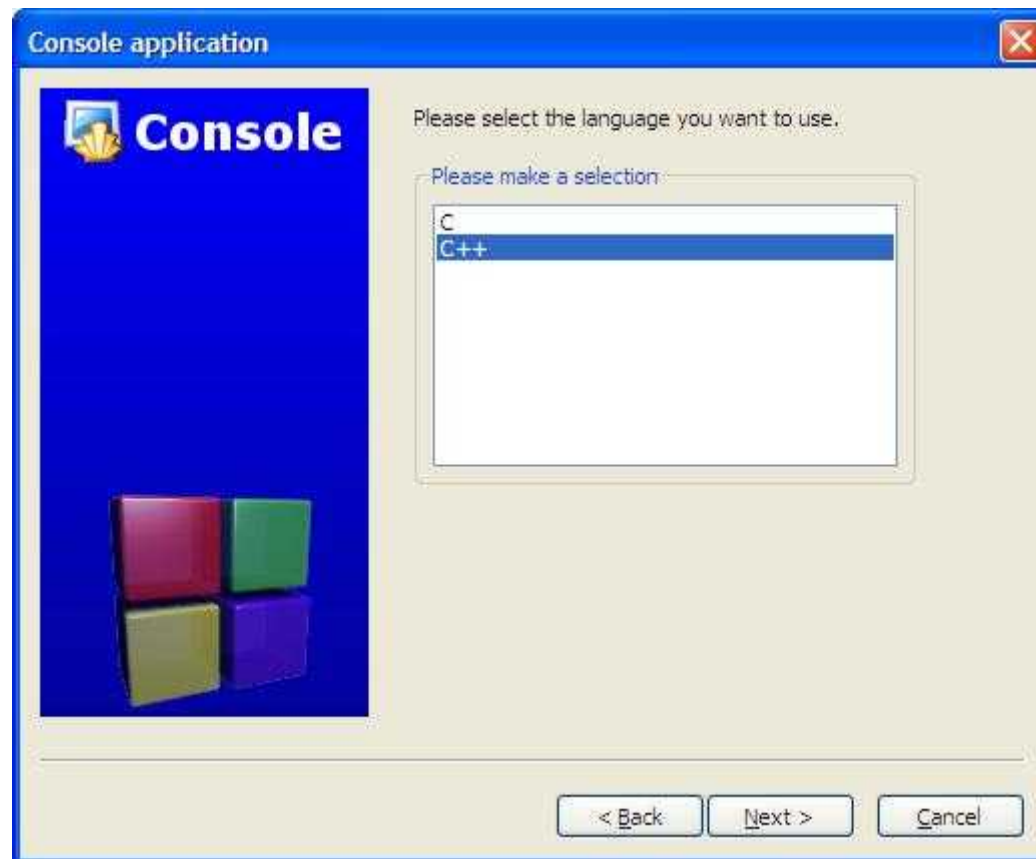 Console application
Console
Please select the language you want to use.
Please make a selection
C
C++
< Back
Next >
Cancel